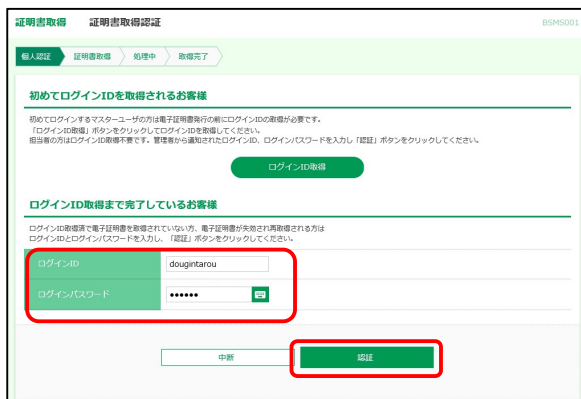 証明書取得 証明書取得認証 BSMS001
個人認証 証明書取得 処理中 取得完了
初めてログインIDを取得されるお客様
初めてログインするマスターユーザの方は電子証明書発行の前にログインIDの取得が必要です。
「ログインID取得」ボタンをクリックしてログインIDを取得してください。
担当者の方はログインID取得不要です。管理者から通知されたログインID、ログインパスワードを入力し「認証」ボタンをクリックしてください。
ログインID取得
ログインID取得まで完了しているお客様
ログインID取得済で電子証明書を取得されていない方、電子証明書が失効され再取得される方は
ログインIDとログインパスワードを入力し、「認証」ボタンをクリックしてください。
ログインID dougintarou
ログインパスワード ••••••
中断 認証